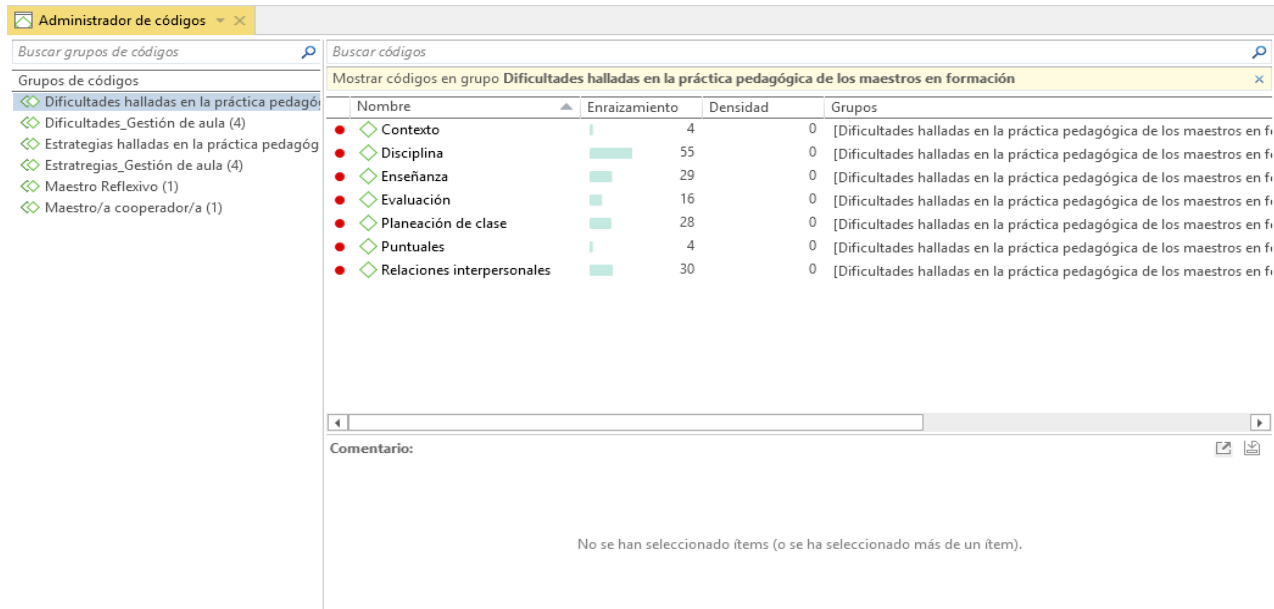 Administrador de códigos
Buscar grupos de códigos
Grupos de códigos
Dificultades halladas en la práctica pedagó
Dificultades_Gestión de aula (4)
Estrategias halladas en la práctica pedagóg
Estratregias_Gestión de aula (4)
Maestro Reflexivo (1)
Maestro/a cooperador/a (1)
Buscar códigos
Mostrar códigos en grupo Dificultades halladas en la práctica pedagógica de los maestros en formación
Nombre Enraizamiento Densidad Grupos
Contexto 4 0 [Dificultades halladas en la práctica pedagógica de los maestros en f
Disciplina 55 0 [Dificultades halladas en la práctica pedagógica de los maestros en f
Enseñanza 29 0 [Dificultades halladas en la práctica pedagógica de los maestros en f
Evaluación 16 0 [Dificultades halladas en la práctica pedagógica de los maestros en f
Planeación de clase 28 0 [Dificultades halladas en la práctica pedagógica de los maestros en f
Puntuales 4 0 [Dificultades halladas en la práctica pedagógica de los maestros en f
Relaciones interpersonales 30 0 [Dificultades halladas en la práctica pedagógica de los maestros en f
Comentario:
No se han seleccionado ítems (o se ha seleccionado más de un ítem).